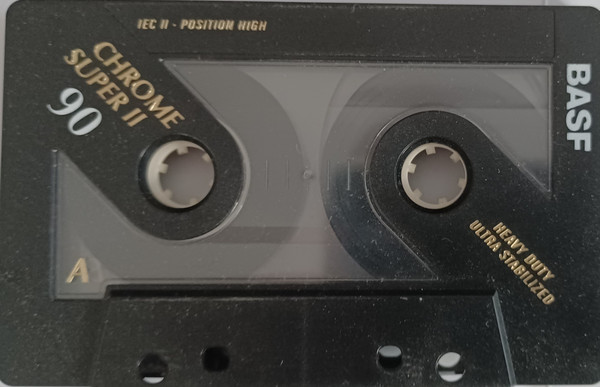 IEC II - POSITION HIGH
CHROME
SUPER II
90
BASF
A
HEAVY DUTY
ULTRA STABILIZED